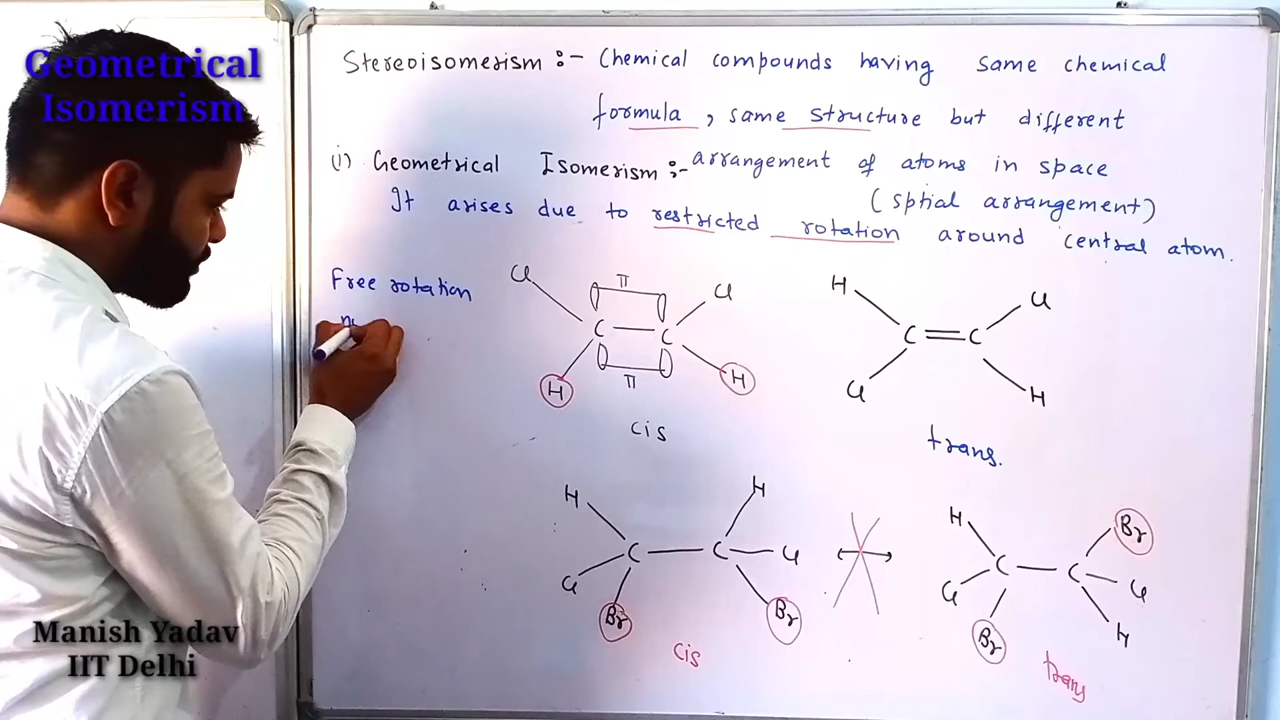 Geometrical
Isomerism
Stereoisomerism :- Chemical compounds having same chemical
formula, same structure but different
(i) Geometrical Isomerism :- arrangement of atoms in space
(sptial arrangement)
It arises due to restricted rotation around central atom.
Free rotation
Cl π Cl
C C
H π H
cis
H Cl
C = C
Cl H
trans.
H H
C C Cl
Cl Br Br
cis
H Br
C C Cl
Cl Br H
trans
Manish Yadav
IIT Delhi